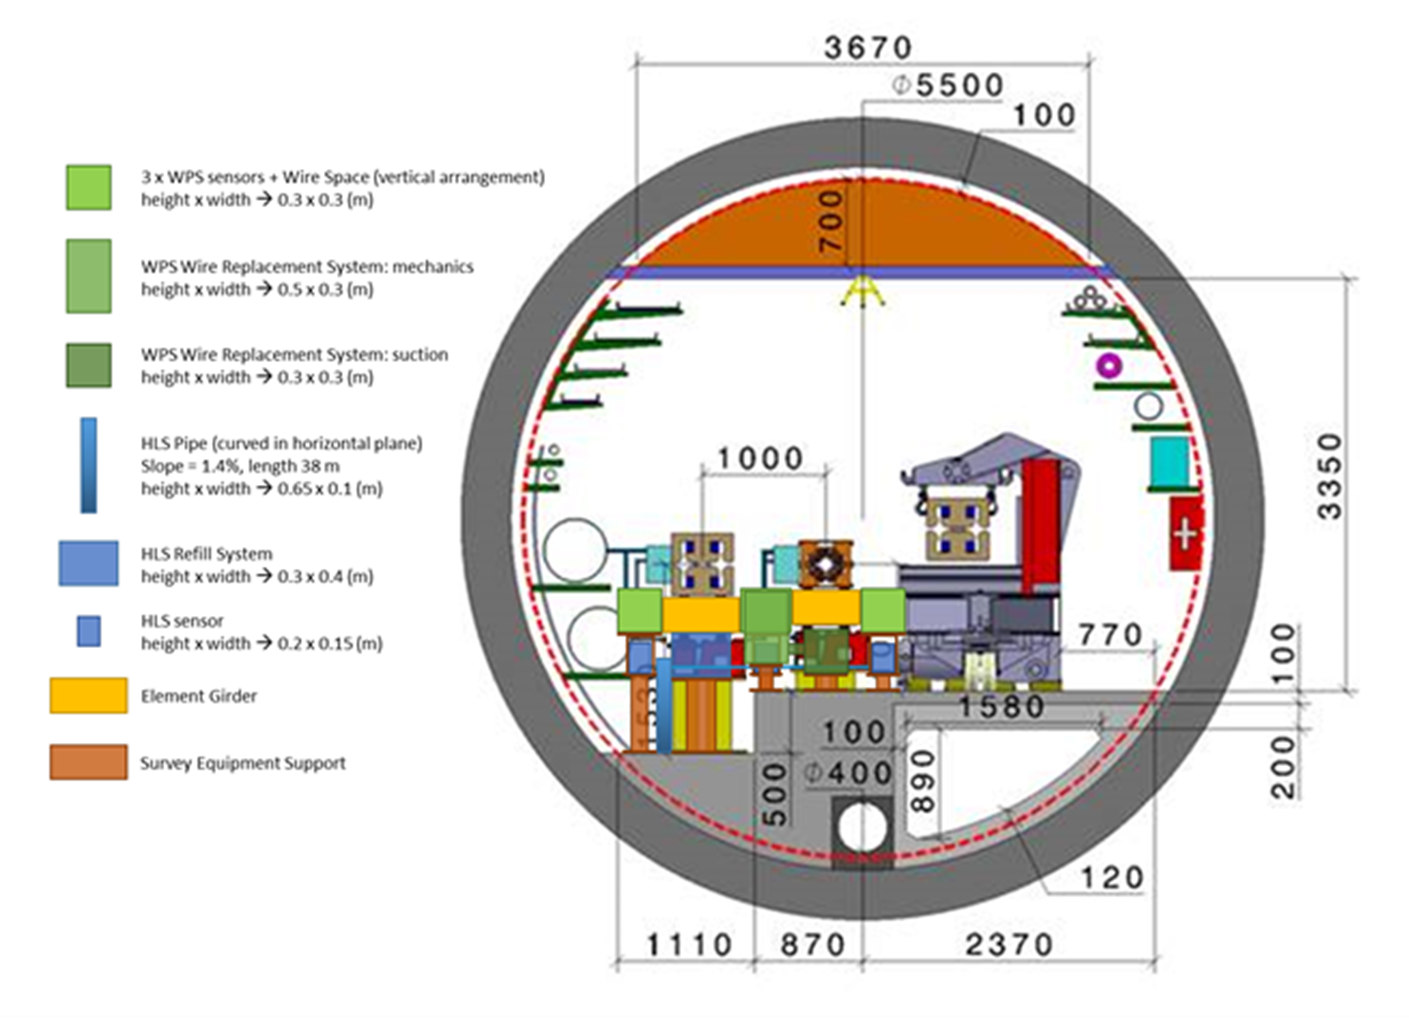 3670
∅5500
100
3 x WPS sensors + Wire Space (vertical arrangement)
height x width → 0.3 x 0.3 (m)
700
WPS Wire Replacement System: mechanics
height x width → 0.5 x 0.3 (m)
WPS Wire Replacement System: suction
height x width → 0.3 x 0.3 (m)
HLS Pipe (curved in horizontal plane)
Slope = 1.4%, length 38 m
height x width → 0.65 x 0.1 (m)
1000
3350
HLS Refill System
height x width → 0.3 x 0.4 (m)
HLS sensor
height x width → 0.2 x 0.15 (m)
770
100
Element Girder
1580
Survey Equipment Support
100
∅400
500
890
200
120
1110
870
2370